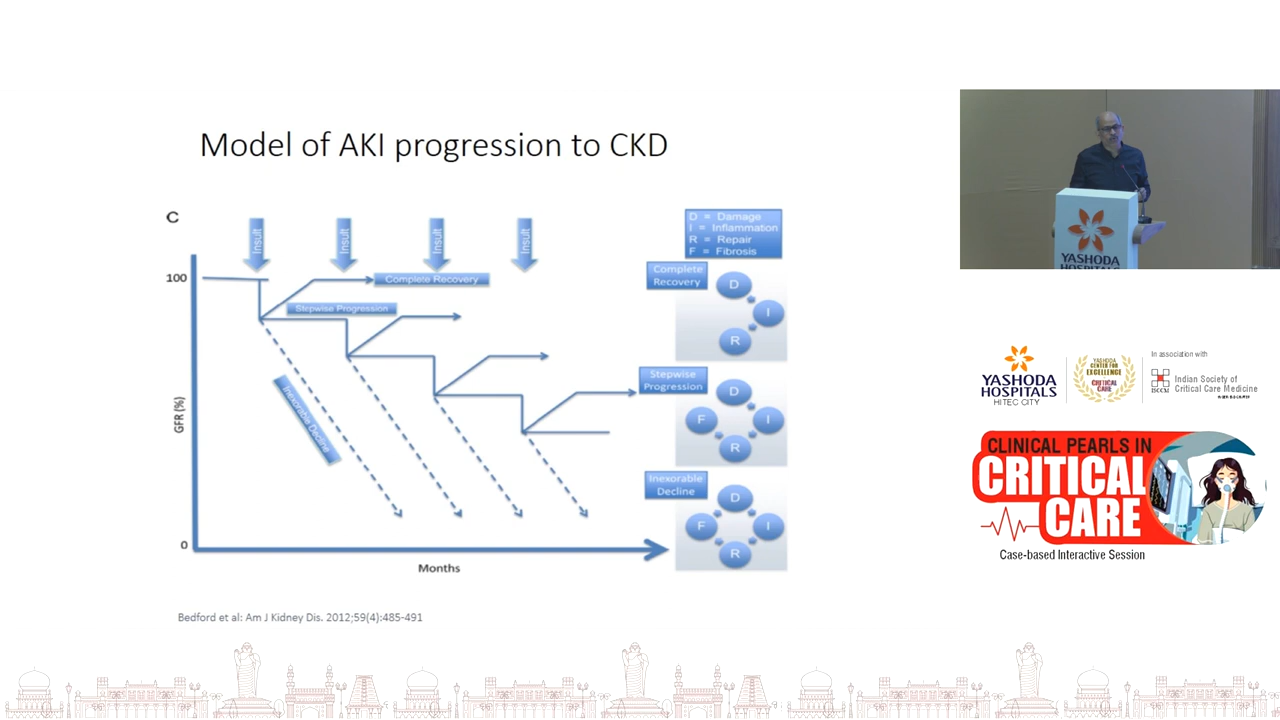 Model of AKI progression to CKD
C
Insult
Insult
Insult
Insult
100
Complete Recovery
Stepwise Progression
Inexorable Decline
GFR (%)
0
Months
D = Damage
I = Inflammation
R = Repair
F = Fibrosis
Complete
Recovery
D
I
R
Stepwise
Progression
D
F
I
R
Inexorable
Decline
D
F
I
R
Bedford et al: Am J Kidney Dis. 2012;59(4):485-491
YASHODA
HOSPITALS
YASHODA
HOSPITALS
HITEC CITY
YASHODA
CENTER FOR
EXCELLENCE
CRITICAL
CARE
In association with
ISCCM
Indian Society of
Critical Care Medicine
CLINICAL PEARLS IN
CRITICAL
CARE
Case-based Interactive Session